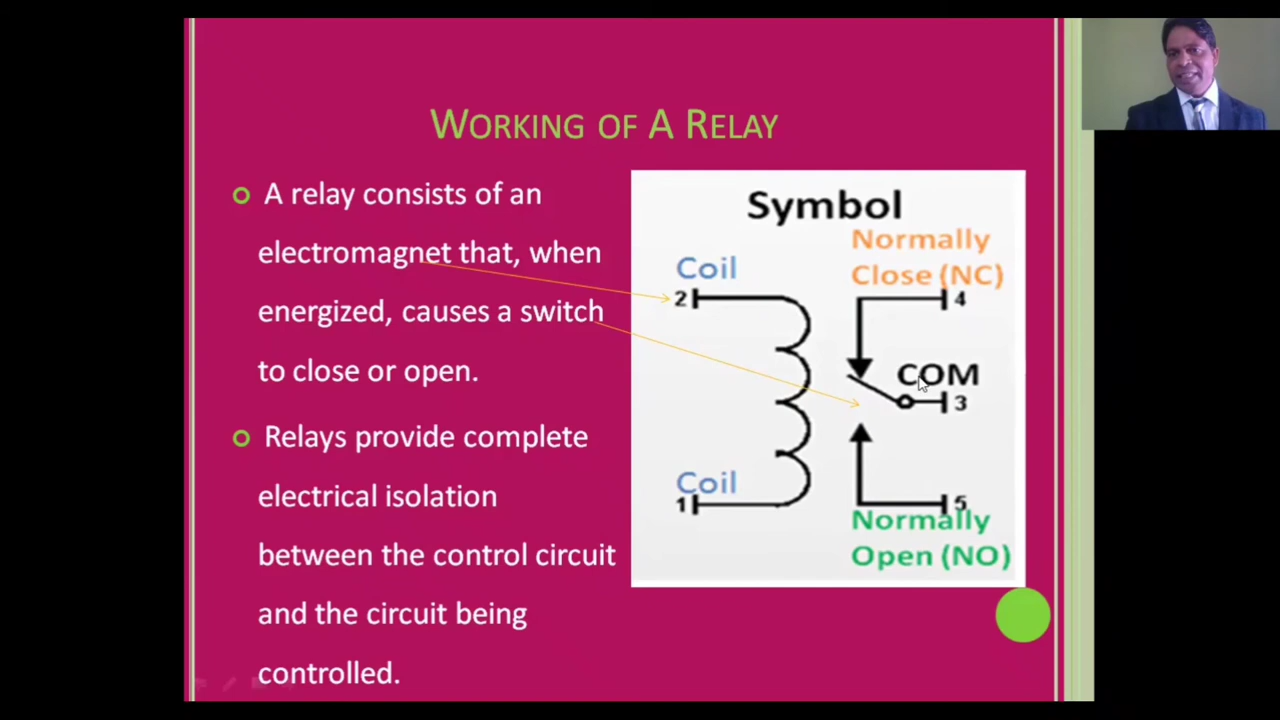 WORKING OF A RELAY
A relay consists of an
electromagnet that, when
energized, causes a switch
to close or open.
Relays provide complete
electrical isolation
between the control circuit
and the circuit being
controlled.
Symbol
Normally
Close (NC)
Coil
2
4
COM
3
Coil
1
5
Normally
Open (NO)